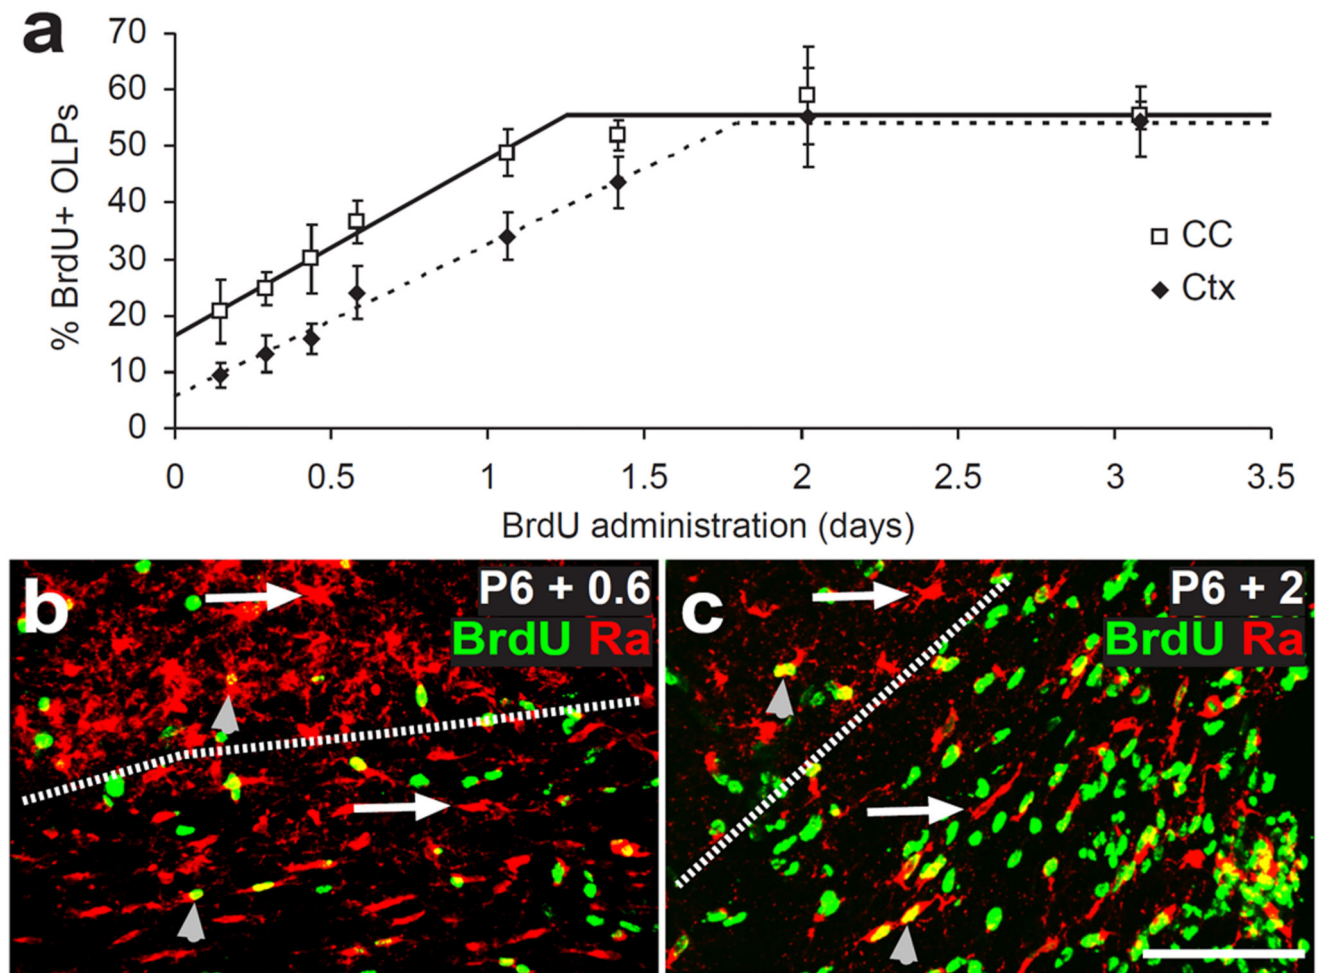 a
% BrdU+ OLPs
70
60
50
40
30
20
10
0
CC
Ctx
0 0.5 1 1.5 2 2.5 3 3.5
BrdU administration (days)
b
P6 + 0.6
BrdU Ra
c
P6 + 2
BrdU Ra